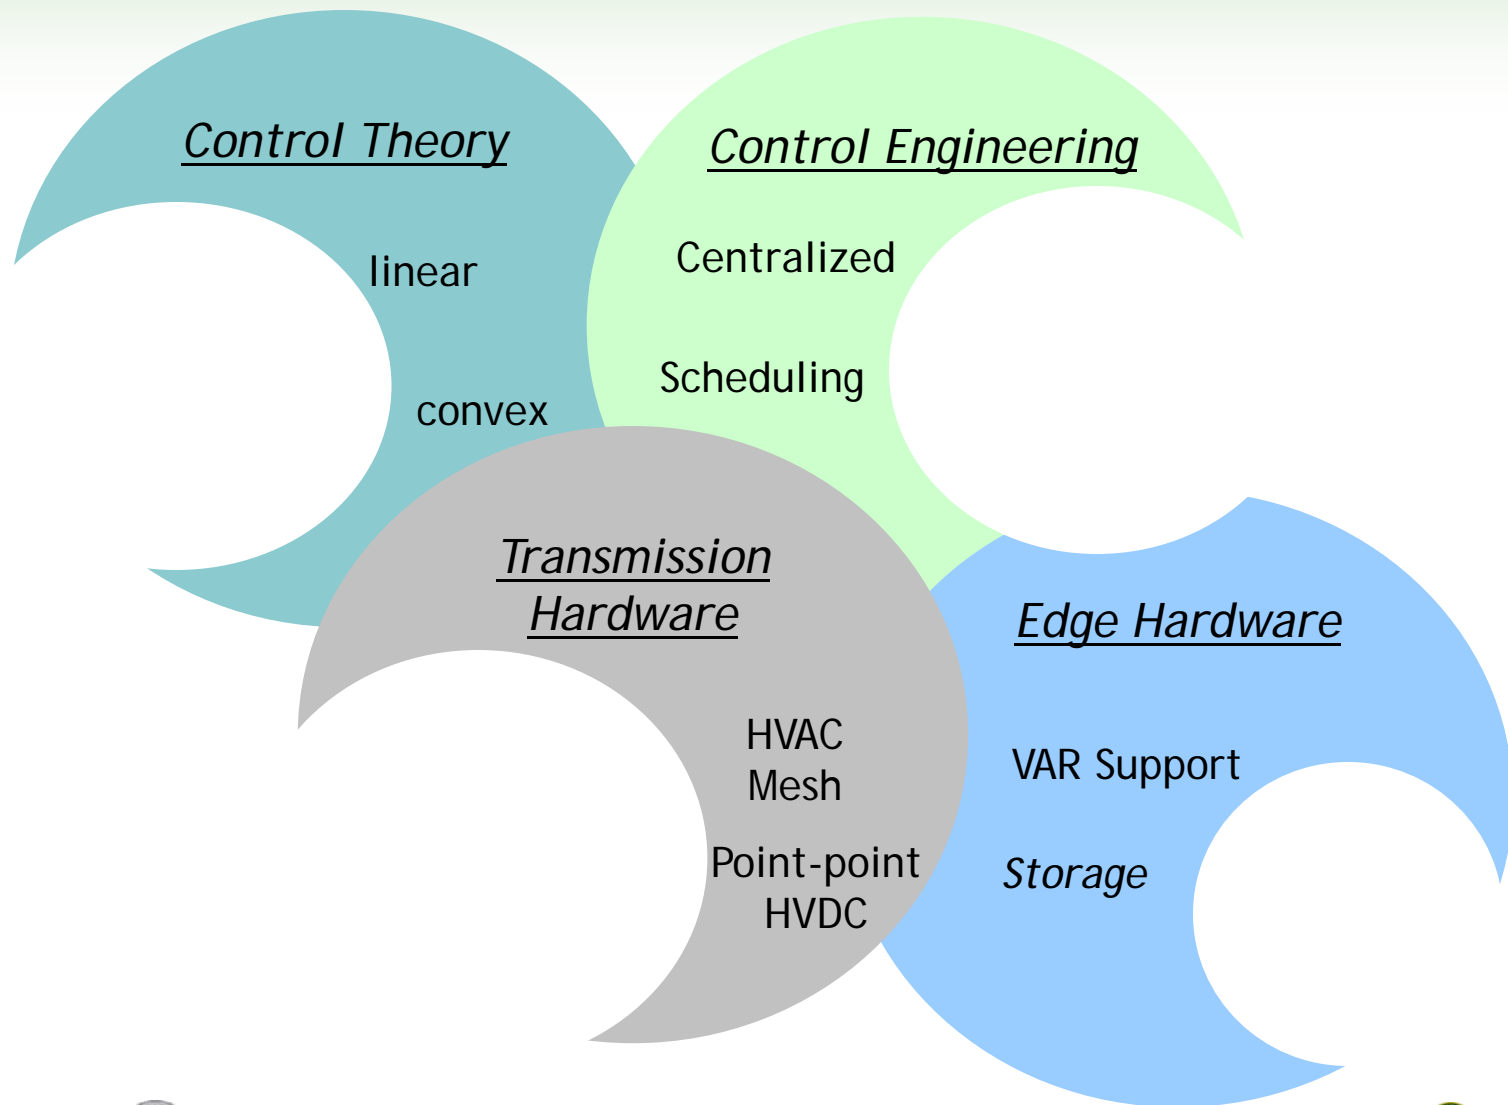 Control Theory
linear
convex
Control Engineering
Centralized
Scheduling
Transmission
Hardware
HVAC
Mesh
Point-point
HVDC
Edge Hardware
VAR Support
Storage